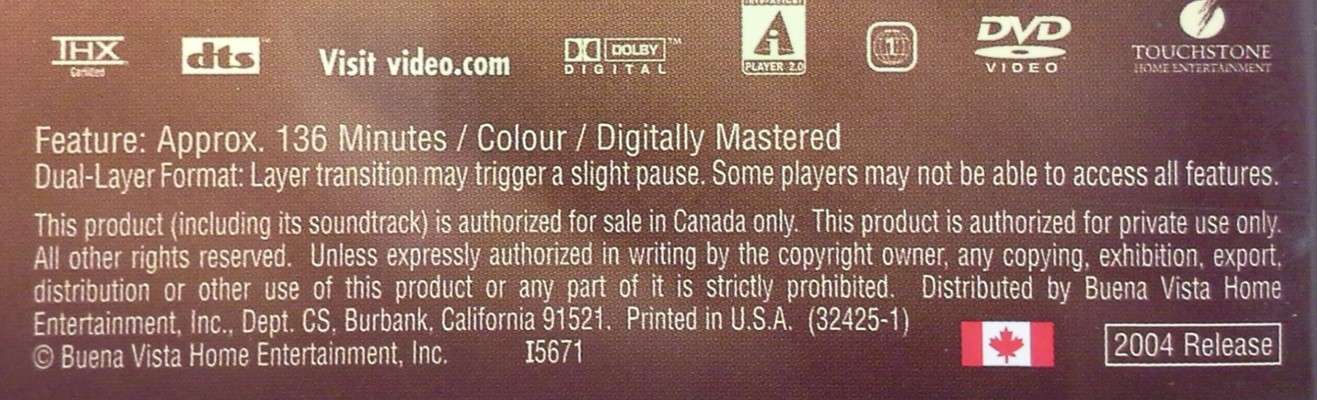 THX dts™ Visit video.com DOLBY™ INTERACTUAL 1 DVD TOUCHSTONE
Certified DIGITAL PLAYER 2.0 VIDEO HOME ENTERTAINMENT
Feature: Approx. 136 Minutes / Colour / Digitally Mastered
Dual-Layer Format: Layer transition may trigger a slight pause. Some players may not be able to access all features.
This product (including its soundtrack) is authorized for sale in Canada only. This product is authorized for private use only.
All other rights reserved. Unless expressly authorized in writing by the copyright owner, any copying, exhibition, export,
distribution or other use of this product or any part of it is strictly prohibited. Distributed by Buena Vista Home
Entertainment, Inc., Dept. CS, Burbank, California 91521. Printed in U.S.A. (32425-1)
© Buena Vista Home Entertainment, Inc. I5671 2004 Release